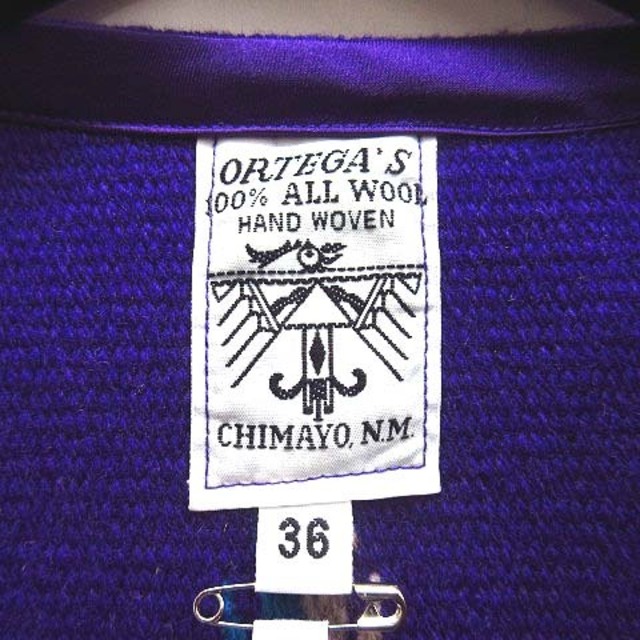 ORTEGA'S
100% ALL WOOL
HAND WOVEN
CHIMAYO, N.M.
36